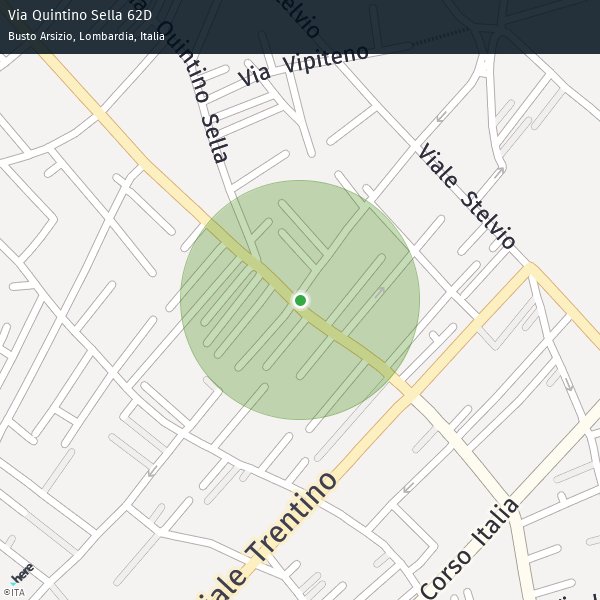 Via Quintino Sella 62D
Busto Arsizio, Lombardia, Italia
Via Quintino Sella
Stelvio
Via Vipiteno
Viale Stelvio
Viale Trentino
Corso Italia
here
©ITA